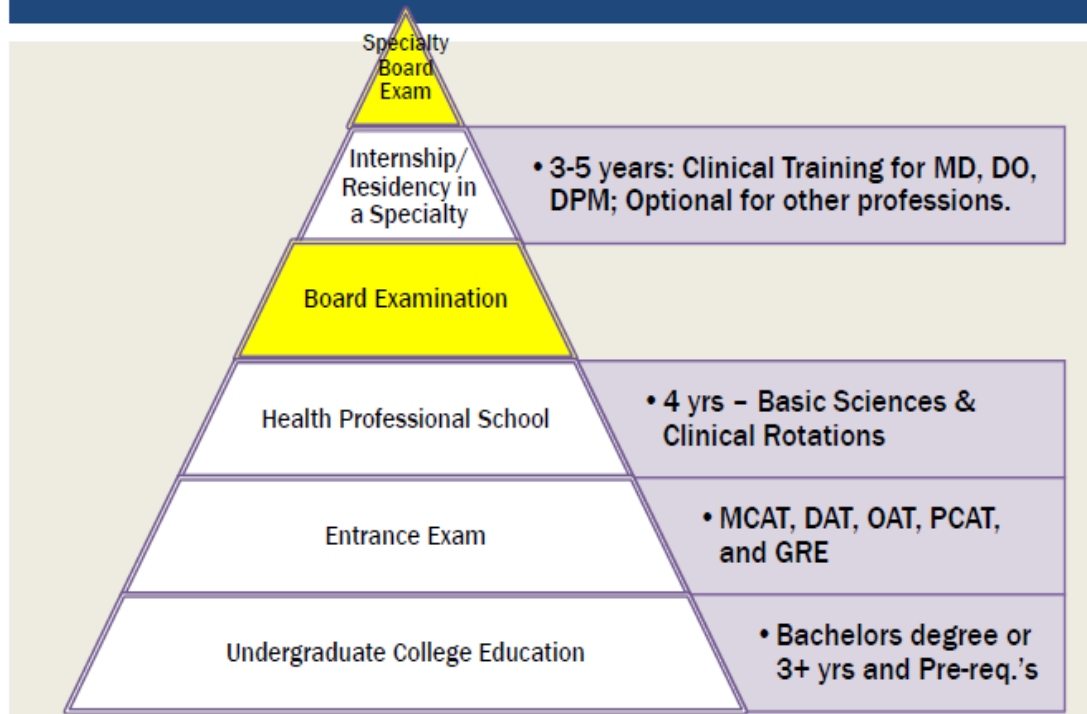 Specialty
Board
Exam
Internship/
Residency in
a Specialty
• 3-5 years: Clinical Training for MD, DO,
DPM; Optional for other professions.
Board Examination
Health Professional School
• 4 yrs – Basic Sciences &
Clinical Rotations
Entrance Exam
• MCAT, DAT, OAT, PCAT,
and GRE
Undergraduate College Education
• Bachelors degree or
3+ yrs and Pre-req.'s